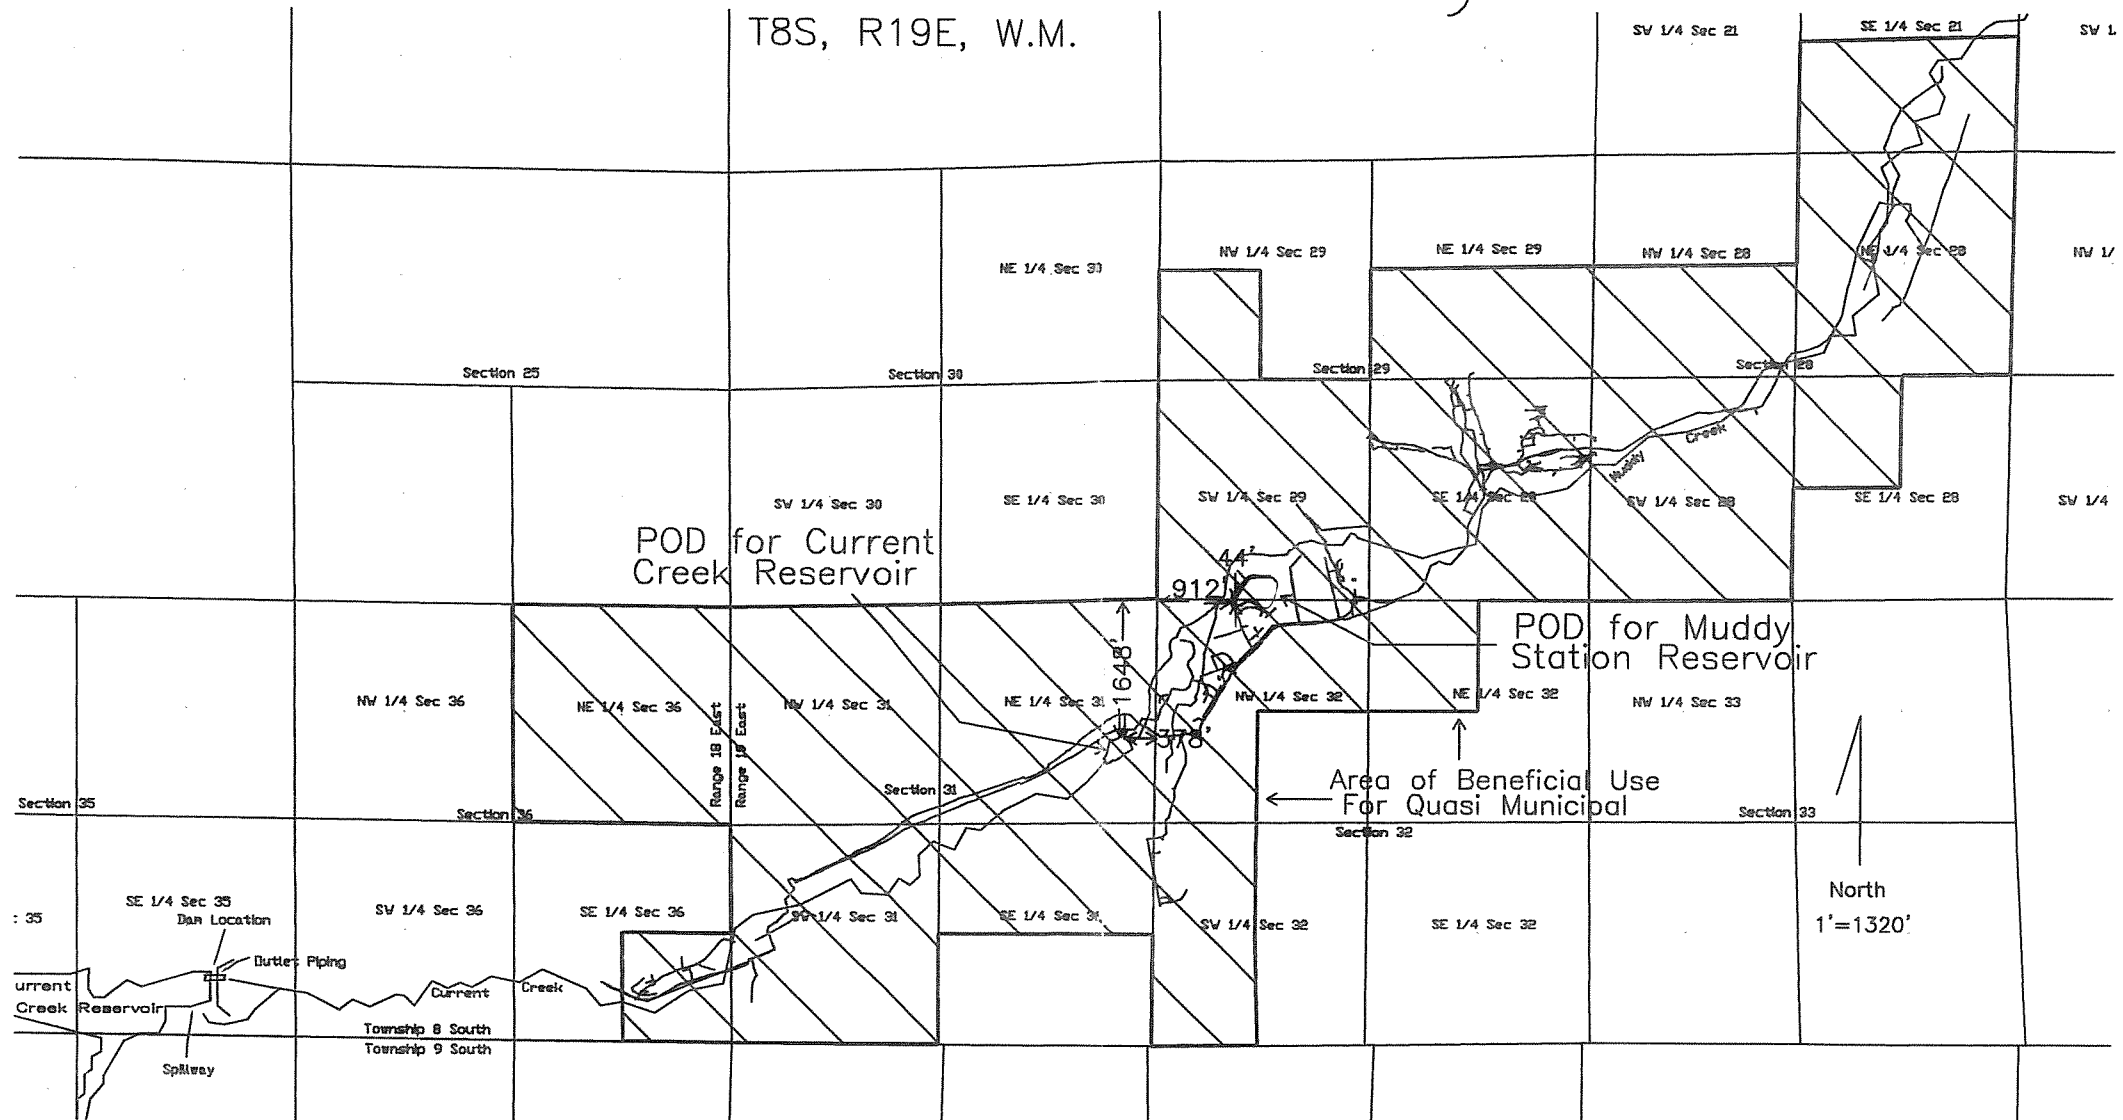 T8S, R19E, W.M.
SW 1/4 Sec 21
SE 1/4 Sec 21
NE 1/4 Sec 30
NW 1/4 Sec 29
NE 1/4 Sec 29
NW 1/4 Sec 28
NE 1/4 Sec 28
NW 1/
Section 25
Section 30
Section 29
Section 28
Muddy Creek
SW 1/4 Sec 30
SE 1/4 Sec 30
SW 1/4 Sec 29
SE 1/4 Sec 29
SW 1/4 Sec 28
SE 1/4 Sec 28
SW 1/4
POD for Current
Creek Reservoir
44'
912'
1648'
378'
POD for Muddy
Station Reservoir
NW 1/4 Sec 36
NE 1/4 Sec 36
Range 18 East
Range 19 East
NW 1/4 Sec 31
NE 1/4 Sec 31
NW 1/4 Sec 32
NE 1/4 Sec 32
NW 1/4 Sec 33
Area of Beneficial Use
For Quasi Municipal
Section 35
Section 36
Section 31
Section 32
Section 33
: 35
SE 1/4 Sec 35
SW 1/4 Sec 36
SE 1/4 Sec 36
SW 1/4 Sec 31
SE 1/4 Sec 31
SW 1/4 Sec 32
SE 1/4 Sec 32
North
1'=1320'
Dam Location
Outlet Piping
urrent
Creek Reservoir
Current Creek
Township 8 South
Township 9 South
Spillway